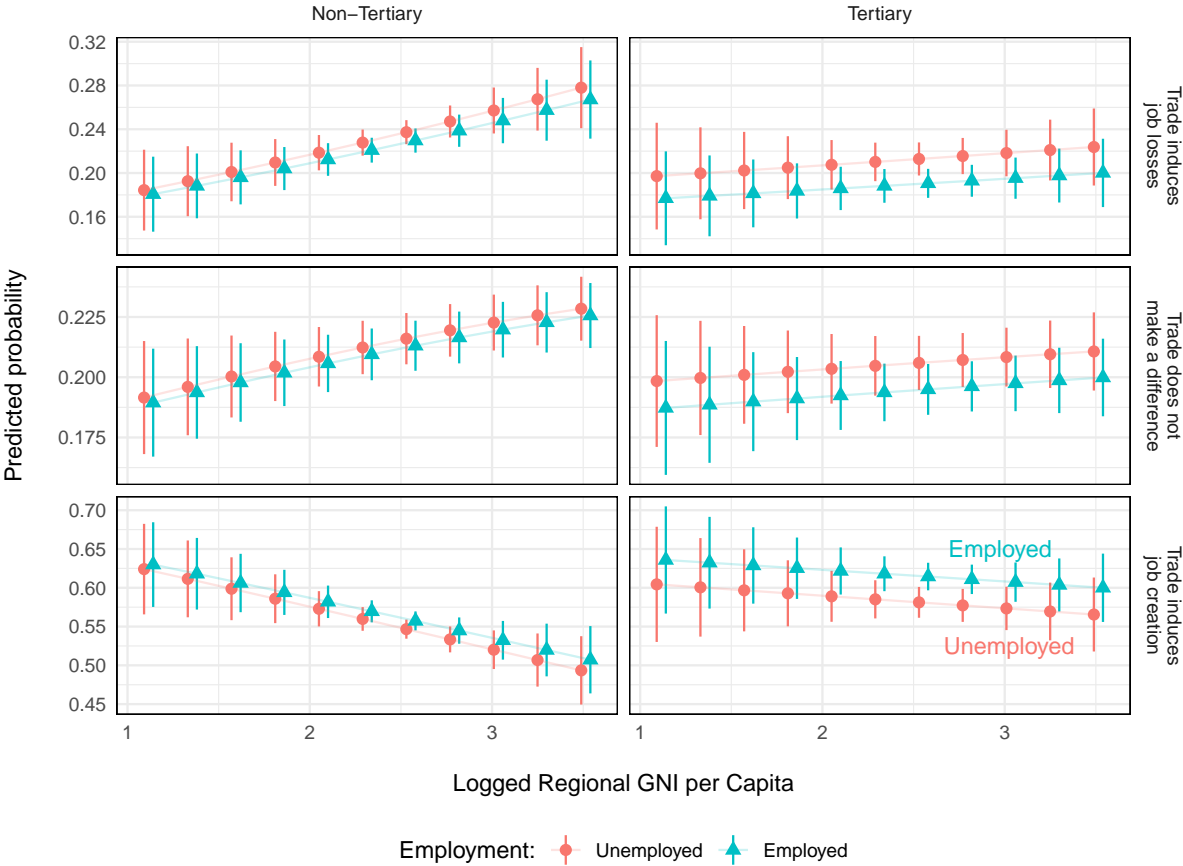 Non−Tertiary
Tertiary
Predicted probability
0.32
0.28
0.24
0.20
0.16
Trade induces
job losses
0.225
0.200
0.175
Trade does not
make a difference
0.70
0.65
0.60
0.55
0.50
0.45
Employed
Unemployed
Trade induces
job creation
1 2 3
1 2 3
Logged Regional GNI per Capita
Employment: Unemployed Employed